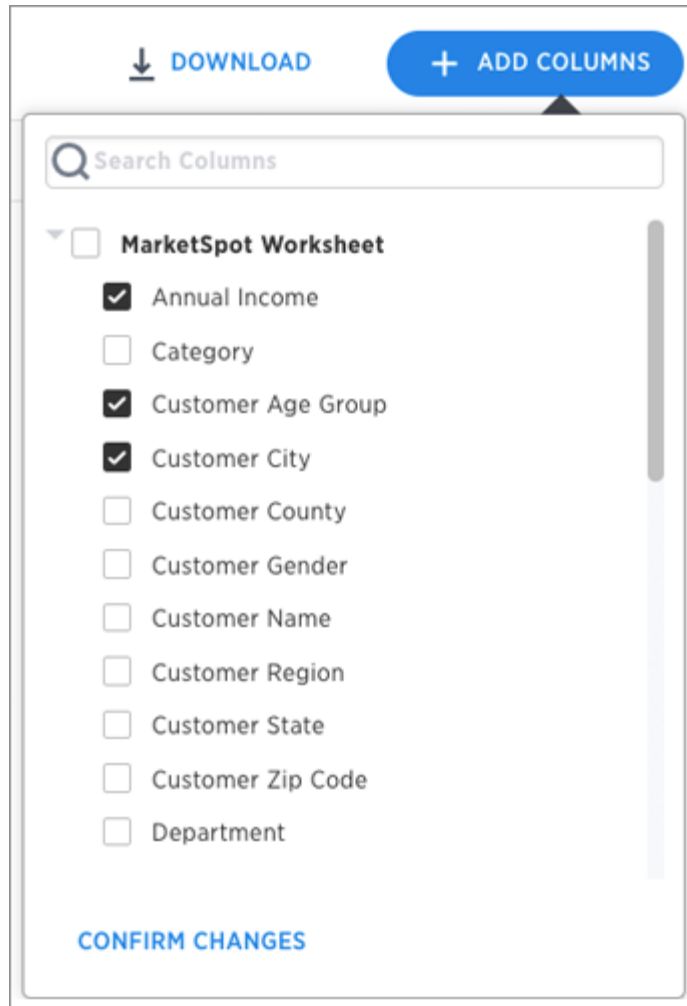 DOWNLOAD
+ ADD COLUMNS
Search Columns
MarketSpot Worksheet
Annual Income
Category
Customer Age Group
Customer City
Customer County
Customer Gender
Customer Name
Customer Region
Customer State
Customer Zip Code
Department
CONFIRM CHANGES